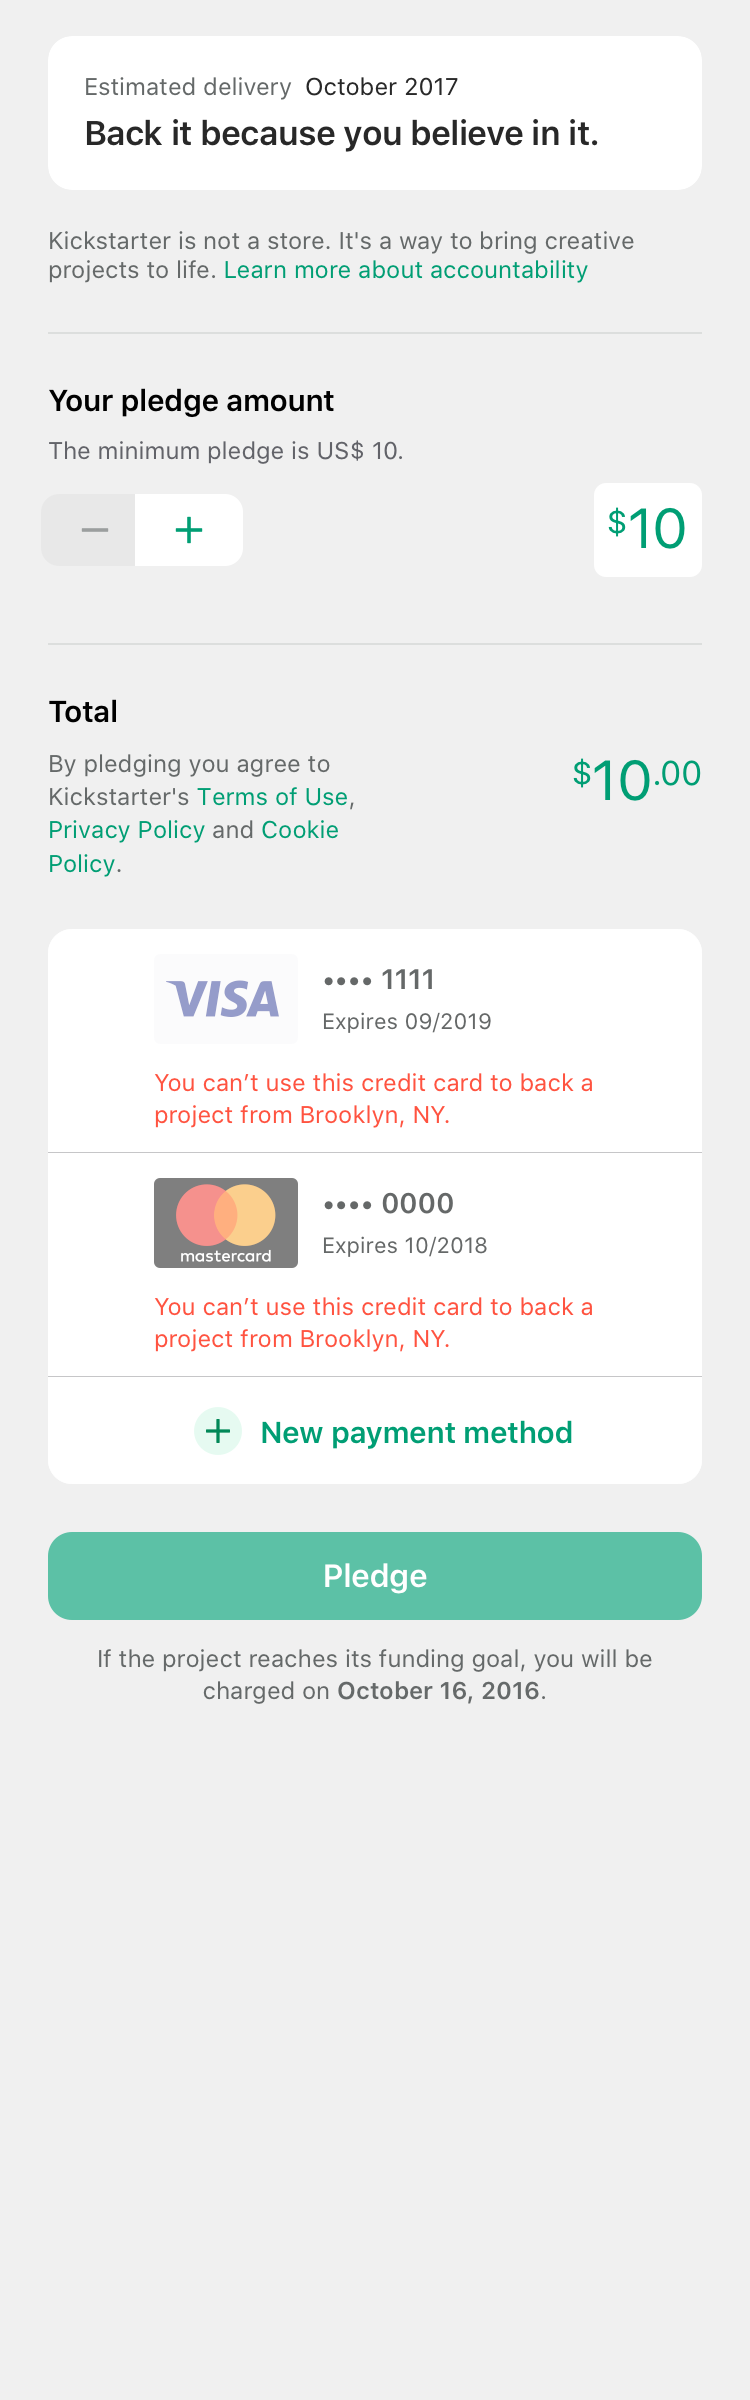 Estimated delivery October 2017
Back it because you believe in it.
Kickstarter is not a store. It's a way to bring creative
projects to life. Learn more about accountability
Your pledge amount
The minimum pledge is US$ 10.
− +
$10
Total
By pledging you agree to
Kickstarter's Terms of Use,
Privacy Policy and Cookie
Policy.
$10.00
VISA
•••• 1111
Expires 09/2019
You can’t use this credit card to back a
project from Brooklyn, NY.
mastercard
•••• 0000
Expires 10/2018
You can’t use this credit card to back a
project from Brooklyn, NY.
+ New payment method
Pledge
If the project reaches its funding goal, you will be
charged on October 16, 2016.